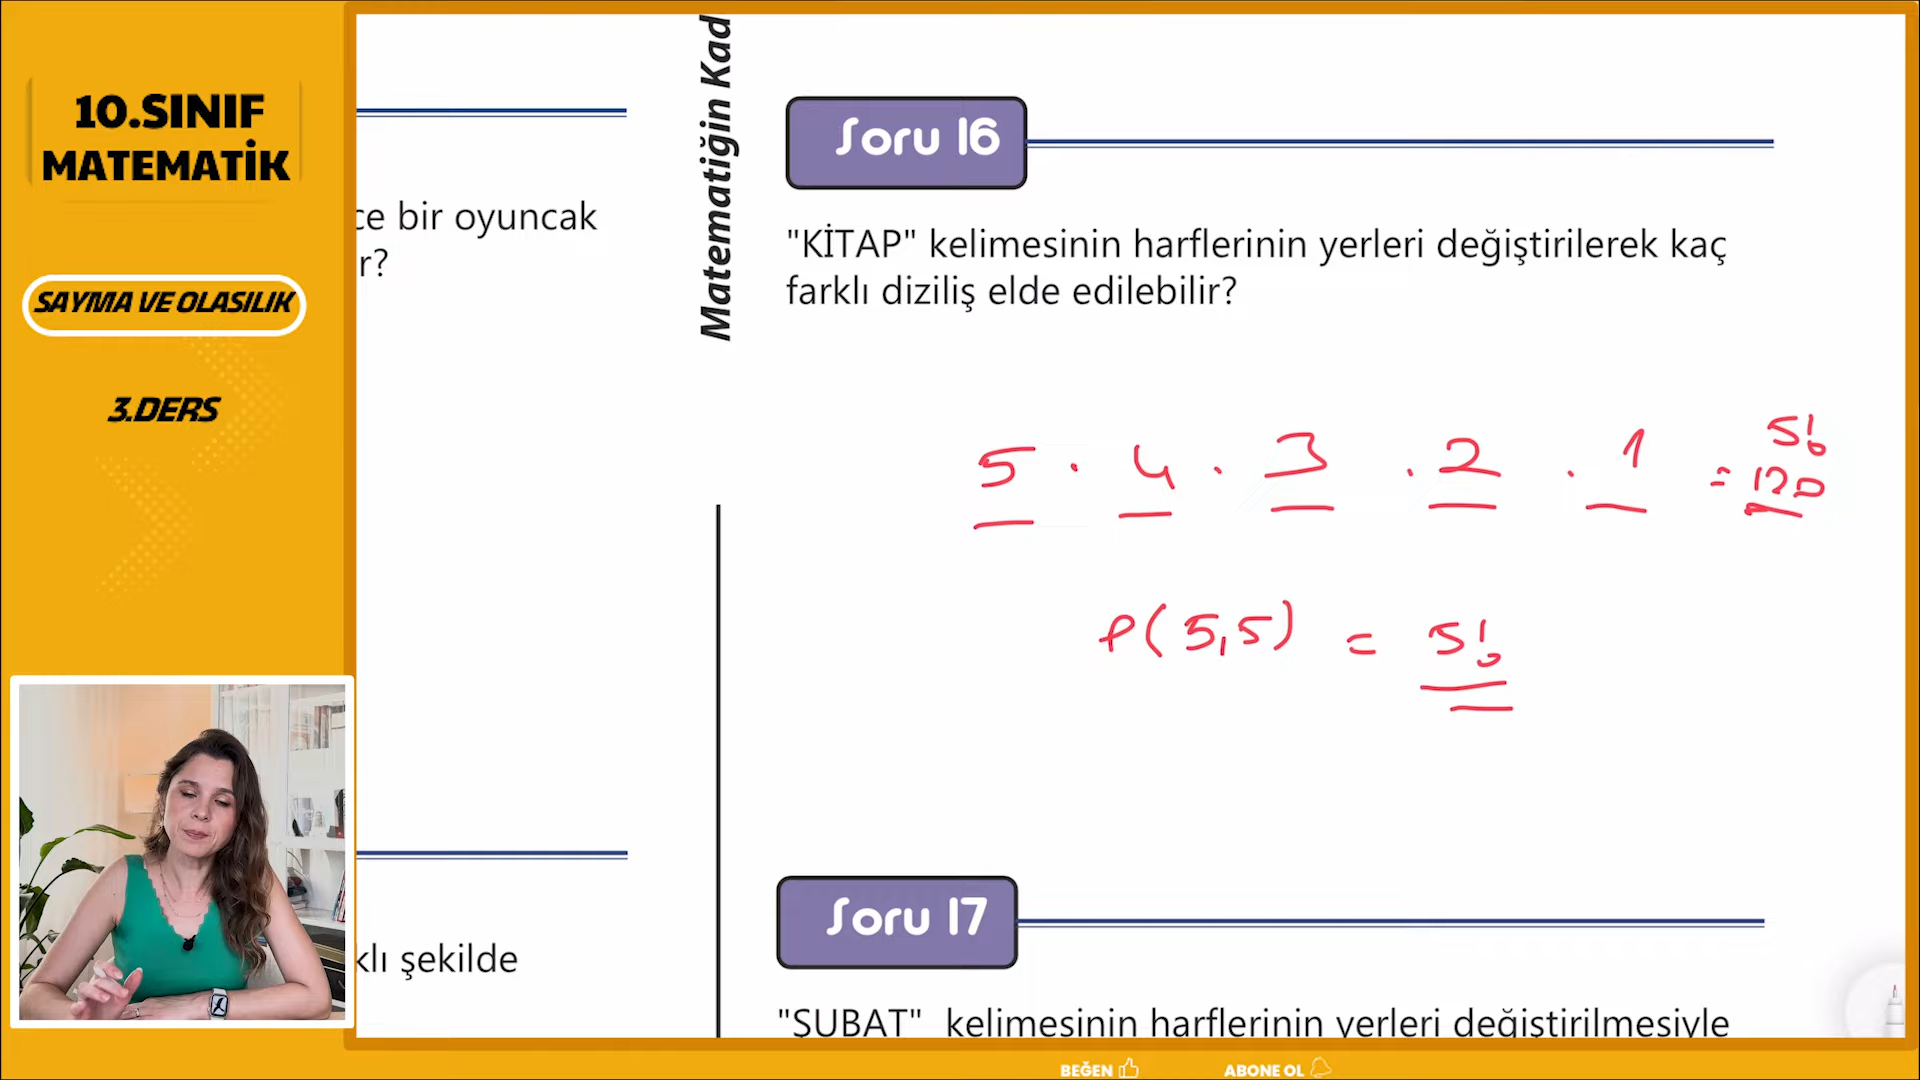 10.SINIF
MATEMATİK
SAYMA VE OLASILIK
3.DERS
ce bir oyuncak
r?
klı şekilde
Matematiğin Kad
Soru 16
"KİTAP" kelimesinin harflerinin yerleri değiştirilerek kaç
farklı diziliş elde edilebilir?
5!
5 . 4 . 3 . 2 . 1 = 120
P(5,5) = 5!
Soru 17
"ŞUBAT" kelimesinin harflerinin yerleri değiştirilmesiyle
BEĞEN
ABONE OL